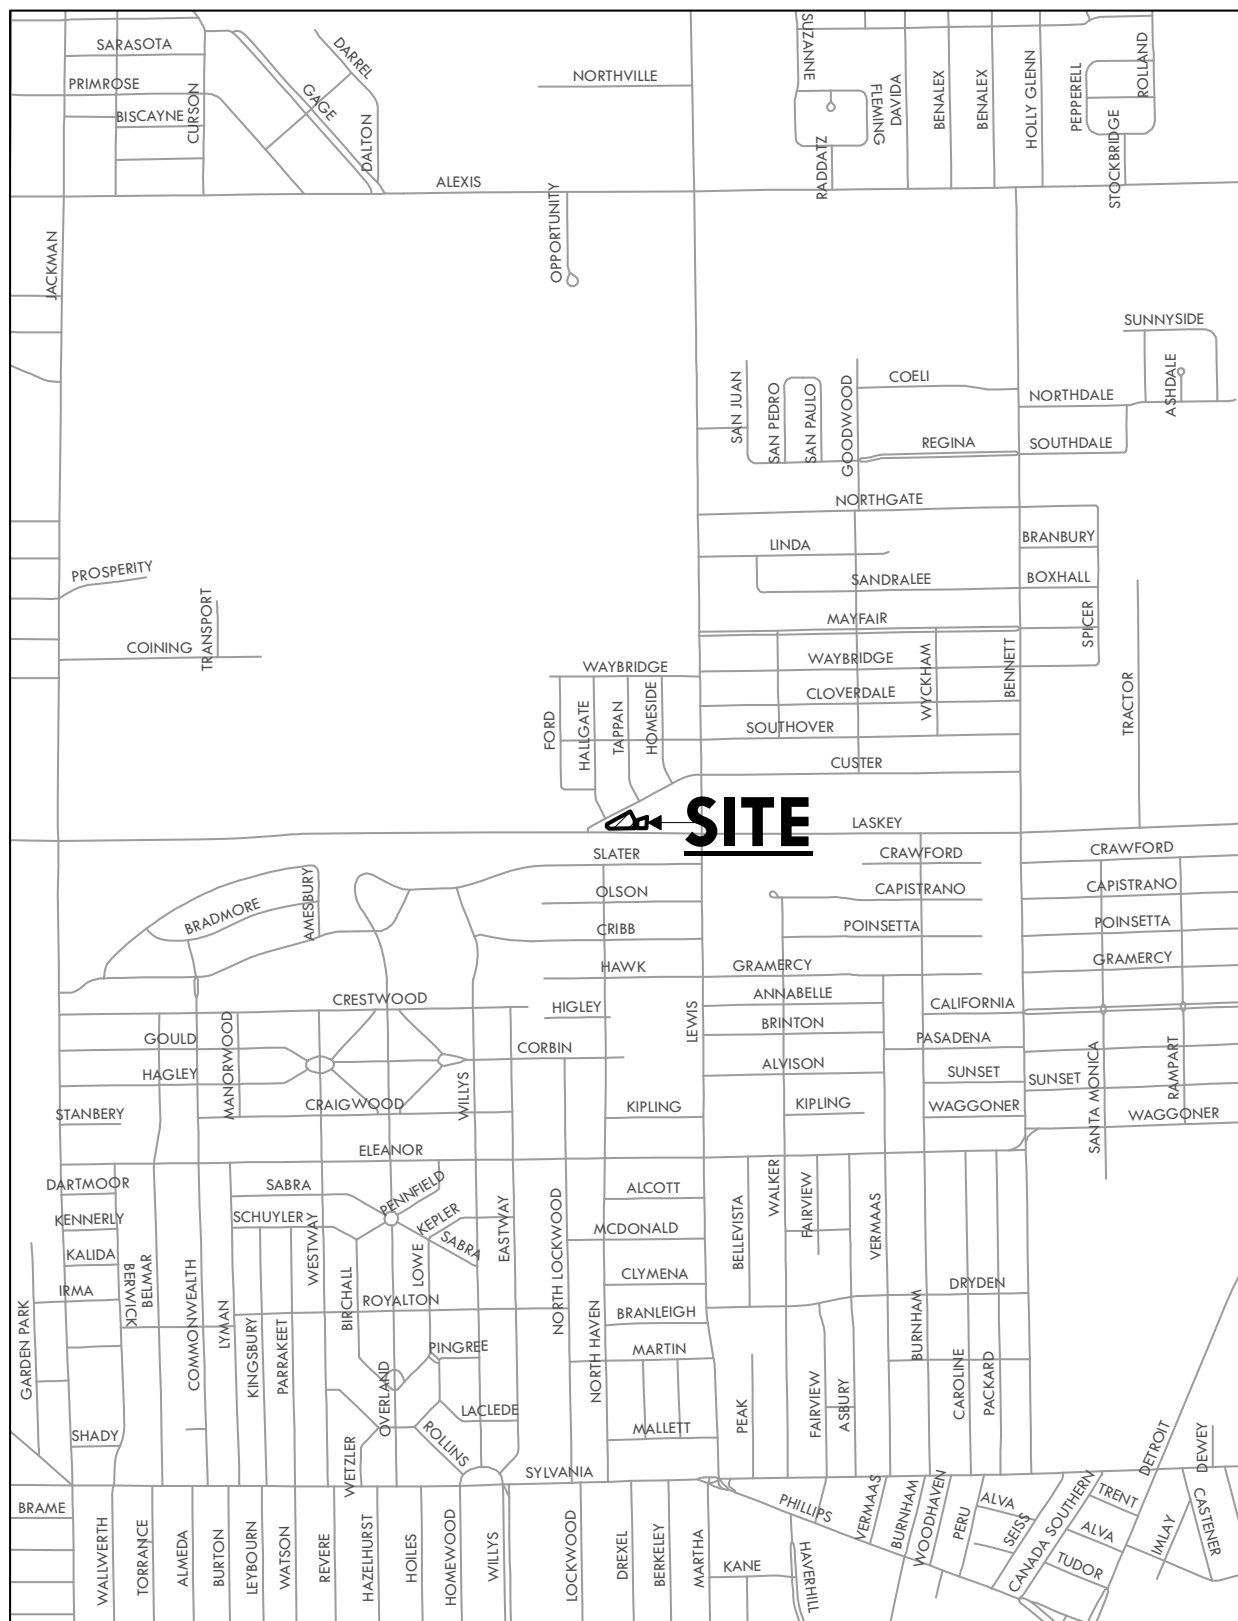 SARASOTA
DARREL
SUZANNE
PRIMROSE
GAGE
NORTHVILLE
FLEMING
DAVIDA
BENALEX
BENALEX
HOLLY GLENN
PEPPERELL
ROLLAND
BISCAYNE
CURSON
DALTON
RADDATZ
STOCKBRIDGE
ALEXIS
OPPORTUNITY
JACKMAN
SUNNYSIDE
ASHDALE
COELI
NORTHDALE
SAN JUAN
SAN PEDRO
SAN PAULO
GOODWOOD
REGINA
SOUTHDALE
NORTHGATE
LINDA
BRANBURY
PROSPERITY
SANDRALEE
BOXHALL
TRANSPORT
COINING
MAYFAIR
SPICER
WAYBRIDGE
WAYBRIDGE
WYCKHAM
BENNETT
CLOVERDALE
TRACTOR
FORD
HALLGATE
TAPPAN
HOMESIDE
SOUTHOVER
CUSTER
SITE
LASKEY
SLATER
CRAWFORD
CRAWFORD
OLSON
CAPISTRANO
CAPISTRANO
BRADMORE
AMESBURY
CRIBB
POINSETTA
POINSETTA
HAWK
GRAMERCY
GRAMERCY
CRESTWOOD
HIGLEY
LEWIS
ANNABELLE
CALIFORNIA
GOULD
MANORWOOD
CORBIN
BRINTON
PASADENA
HAGLEY
WILLYS
ALVISON
SUNSET
SUNSET
SANTA MONICA
RAMPART
STANBERY
CRAIGWOOD
KIPLING
KIPLING
WAGGONER
WAGGONER
ELEANOR
DARTMOOR
SABRA
PENNFIELD
ALCOTT
WALKER
FAIRVIEW
KENNERLY
SCHUYLER
KEPLER
SABRA
EASTWAY
NORTH LOCKWOOD
MCDONALD
BELLEVISTA
VERMAAS
KALIDA
WESTWAY
LOWE
CLYMENA
IRMA
BERWICK
BELMAR
COMMONWEALTH
LYMAN
BIRCHALL
ROYALTON
BRANLEIGH
DRYDEN
GARDEN PARK
KINGSBURY
PARRAKEET
PINGREE
NORTH HAVEN
MARTIN
BURNHAM
CAROLINE
PACKARD
OVERLAND
LACLEDE
PEAK
FAIRVIEW
ASBURY
SHADY
ROLLINS
MALLETT
DETROIT
DEWEY
WETZLER
SYLVANIA
BRAME
PHILLIPS
VERMAAS
BURNHAM
WOODHAVEN
PERU
ALVA
SEISS
CANADA SOUTHERN
TRENT
ALVA
TUDOR
IMLAY
CASTENER
WALLWERTH
TORRANCE
ALMEDA
BURTON
LEYBOURN
WATSON
REVERE
HAZELHURST
HOILES
HOMEWOOD
WILLYS
LOCKWOOD
DREXEL
BERKELEY
MARTHA
KANE
HAVERHILL